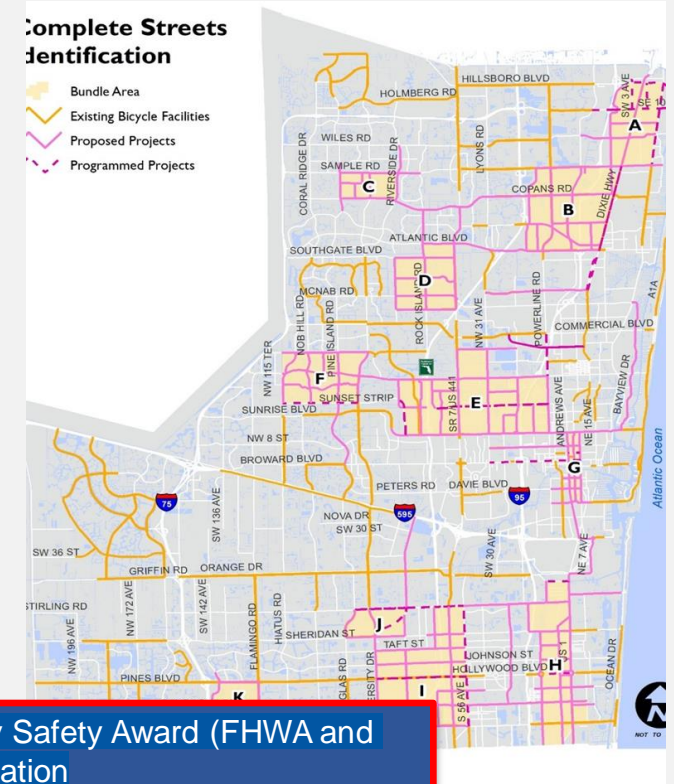 omplete Streets
dentification
Bundle Area
Existing Bicycle Facilities
Proposed Projects
Programmed Projects
HILLSBORO BLVD
HOLMBERG RD
SW 3 AVE
SE 10
A
WILES RD
SAMPLE RD
CORAL RIDGE DR
RIVERSIDE DR
LYONS RD
C
COPANS RD
DIXIE HWY
B
ATLANTIC BLVD
SOUTHGATE BLVD
D
MCNAB RD
NOB HILL RD
PINE ISLAND RD
ROCK ISLAND RD
NW 31 AVE
POWERLINE RD
A1A
COMMERCIAL BLVD
NW 115 TER
F
SUNSET STRIP
SR 7/US 441
E
ANDREWS AVE
NE 15 AVE
BAYVIEW DR
SUNRISE BLVD
NW 8 ST
BROWARD BLVD
G
Atlantic Ocean
PETERS RD
DAVIE BLVD
75
95
595
SW 136 AVE
NOVA DR
SW 30 ST
SW 30 AVE
NE 7 AVE
SW 36 ST
GRIFFIN RD
ORANGE DR
STIRLING RD
NW 196 AVE
NW 172 AVE
SW 142 AVE
FLAMINGO RD
HIATUS RD
SHERIDAN ST
J
TAFT ST
JOHNSON ST
HOLLYWOOD BLVD
H
US 1
OCEAN DR
PINES BLVD
K
GLAS RD
ERSITY DR
I
S 56 AVE
N
NOT TO
y Safety Award (FHWA and
ation